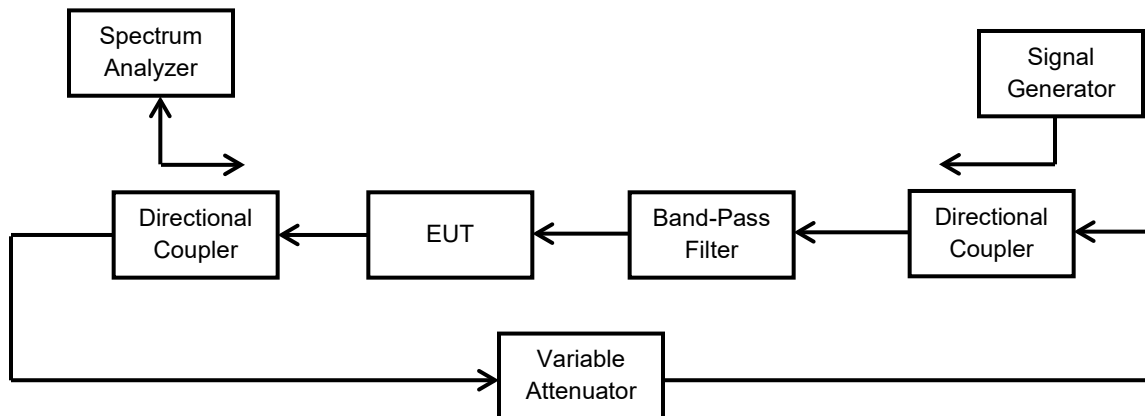 Spectrum
Analyzer
Signal
Generator
Directional
Coupler
EUT
Band-Pass
Filter
Directional
Coupler
Variable
Attenuator